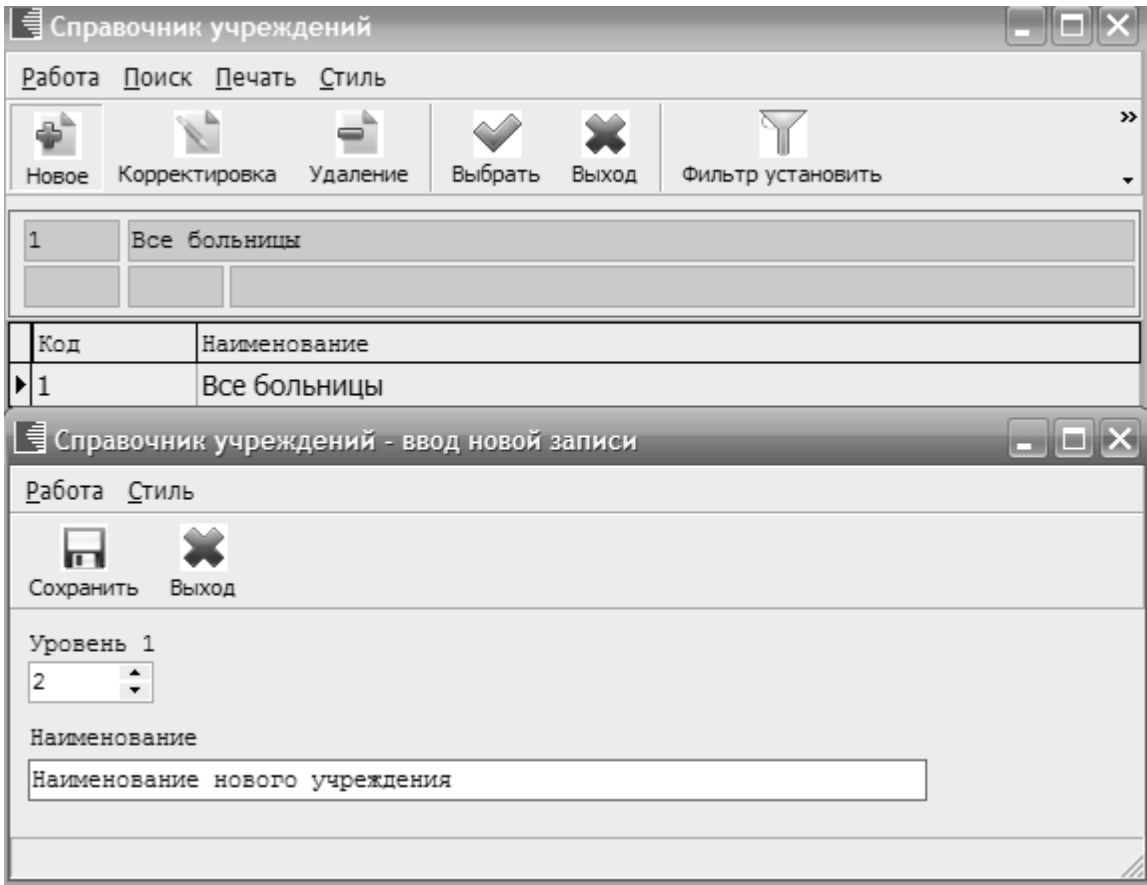 Справочник учреждений
Работа Поиск Печать Стиль
Новое Корректировка Удаление Выбрать Выход Фильтр установить
1 Все больницы
Код Наименование
1 Все больницы
Справочник учреждений - ввод новой записи
Работа Стиль
Сохранить Выход
Уровень 1
2
Наименование
Наименование нового учреждения